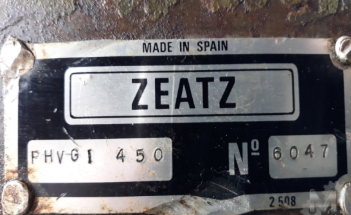 MADE IN SPAIN
ZEATZ
PHVGI 450 Nº 6047
2508